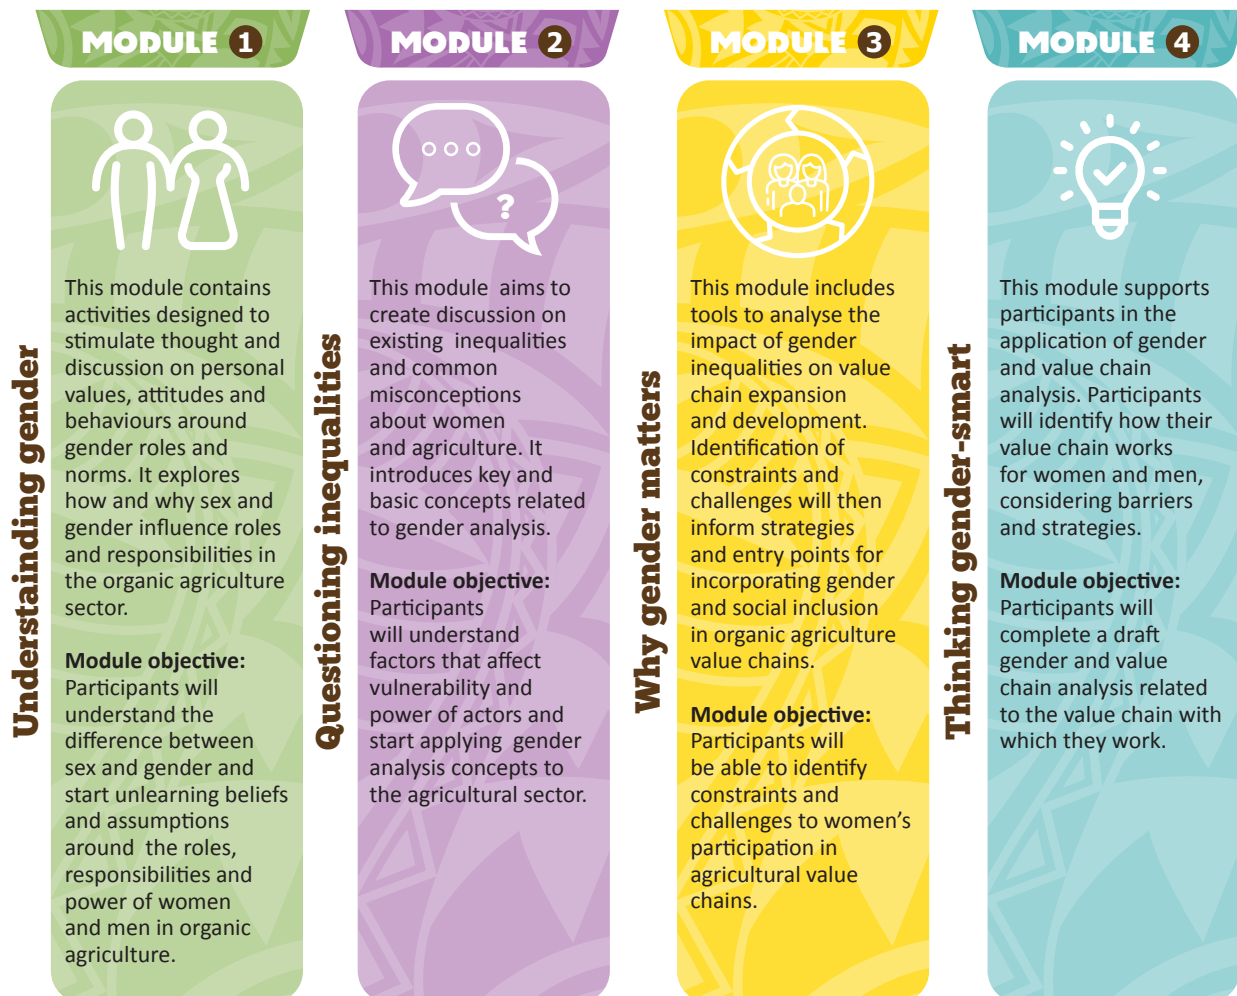 MODULE 1
Understainding gender
This module contains
activities designed to
stimulate thought and
discussion on personal
values, attitudes and
behaviours around
gender roles and
norms. It explores
how and why sex and
gender influence roles
and responsibilities in
the organic agriculture
sector.
Module objective:
Participants will
understand the
difference between
sex and gender and
start unlearning beliefs
and assumptions
around the roles,
responsibilities and
power of women
and men in organic
agriculture.
MODULE 2
Questioning inequalities
?
This module aims to
create discussion on
existing inequalities
and common
misconceptions
about women
and agriculture. It
introduces key and
basic concepts related
to gender analysis.
Module objective:
Participants
will understand
factors that affect
vulnerability and
power of actors and
start applying gender
analysis concepts to
the agricultural sector.
MODULE 3
Why gender matters
This module includes
tools to analyse the
impact of gender
inequalities on value
chain expansion
and development.
Identification of
constraints and
challenges will then
inform strategies
and entry points for
incorporating gender
and social inclusion
in organic agriculture
value chains.
Module objective:
Participants will
be able to identify
constraints and
challenges to women’s
participation in
agricultural value
chains.
MODULE 4
Thinking gender-smart
This module supports
participants in the
application of gender
and value chain
analysis. Participants
will identify how their
value chain works
for women and men,
considering barriers
and strategies.
Module objective:
Participants will
complete a draft
gender and value
chain analysis related
to the value chain with
which they work.